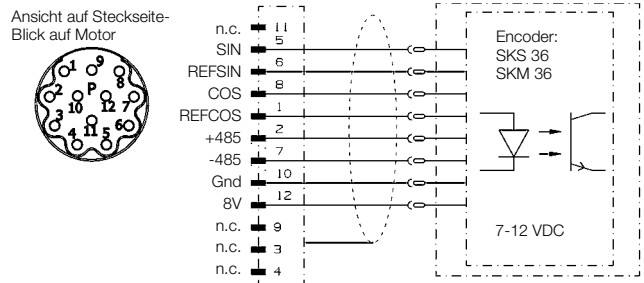 Ansicht auf Steckseite-
Blick auf Motor
1
9
8
2
P
10
12
7
3
11
6
4
5
n.c. 11
SIN 5
REFSIN 6
COS 8
REFCOS 1
+485 2
-485 7
Gnd 10
8V 12
n.c. 9
n.c. 3
n.c. 4
Encoder:
SKS 36
SKM 36
7-12 VDC